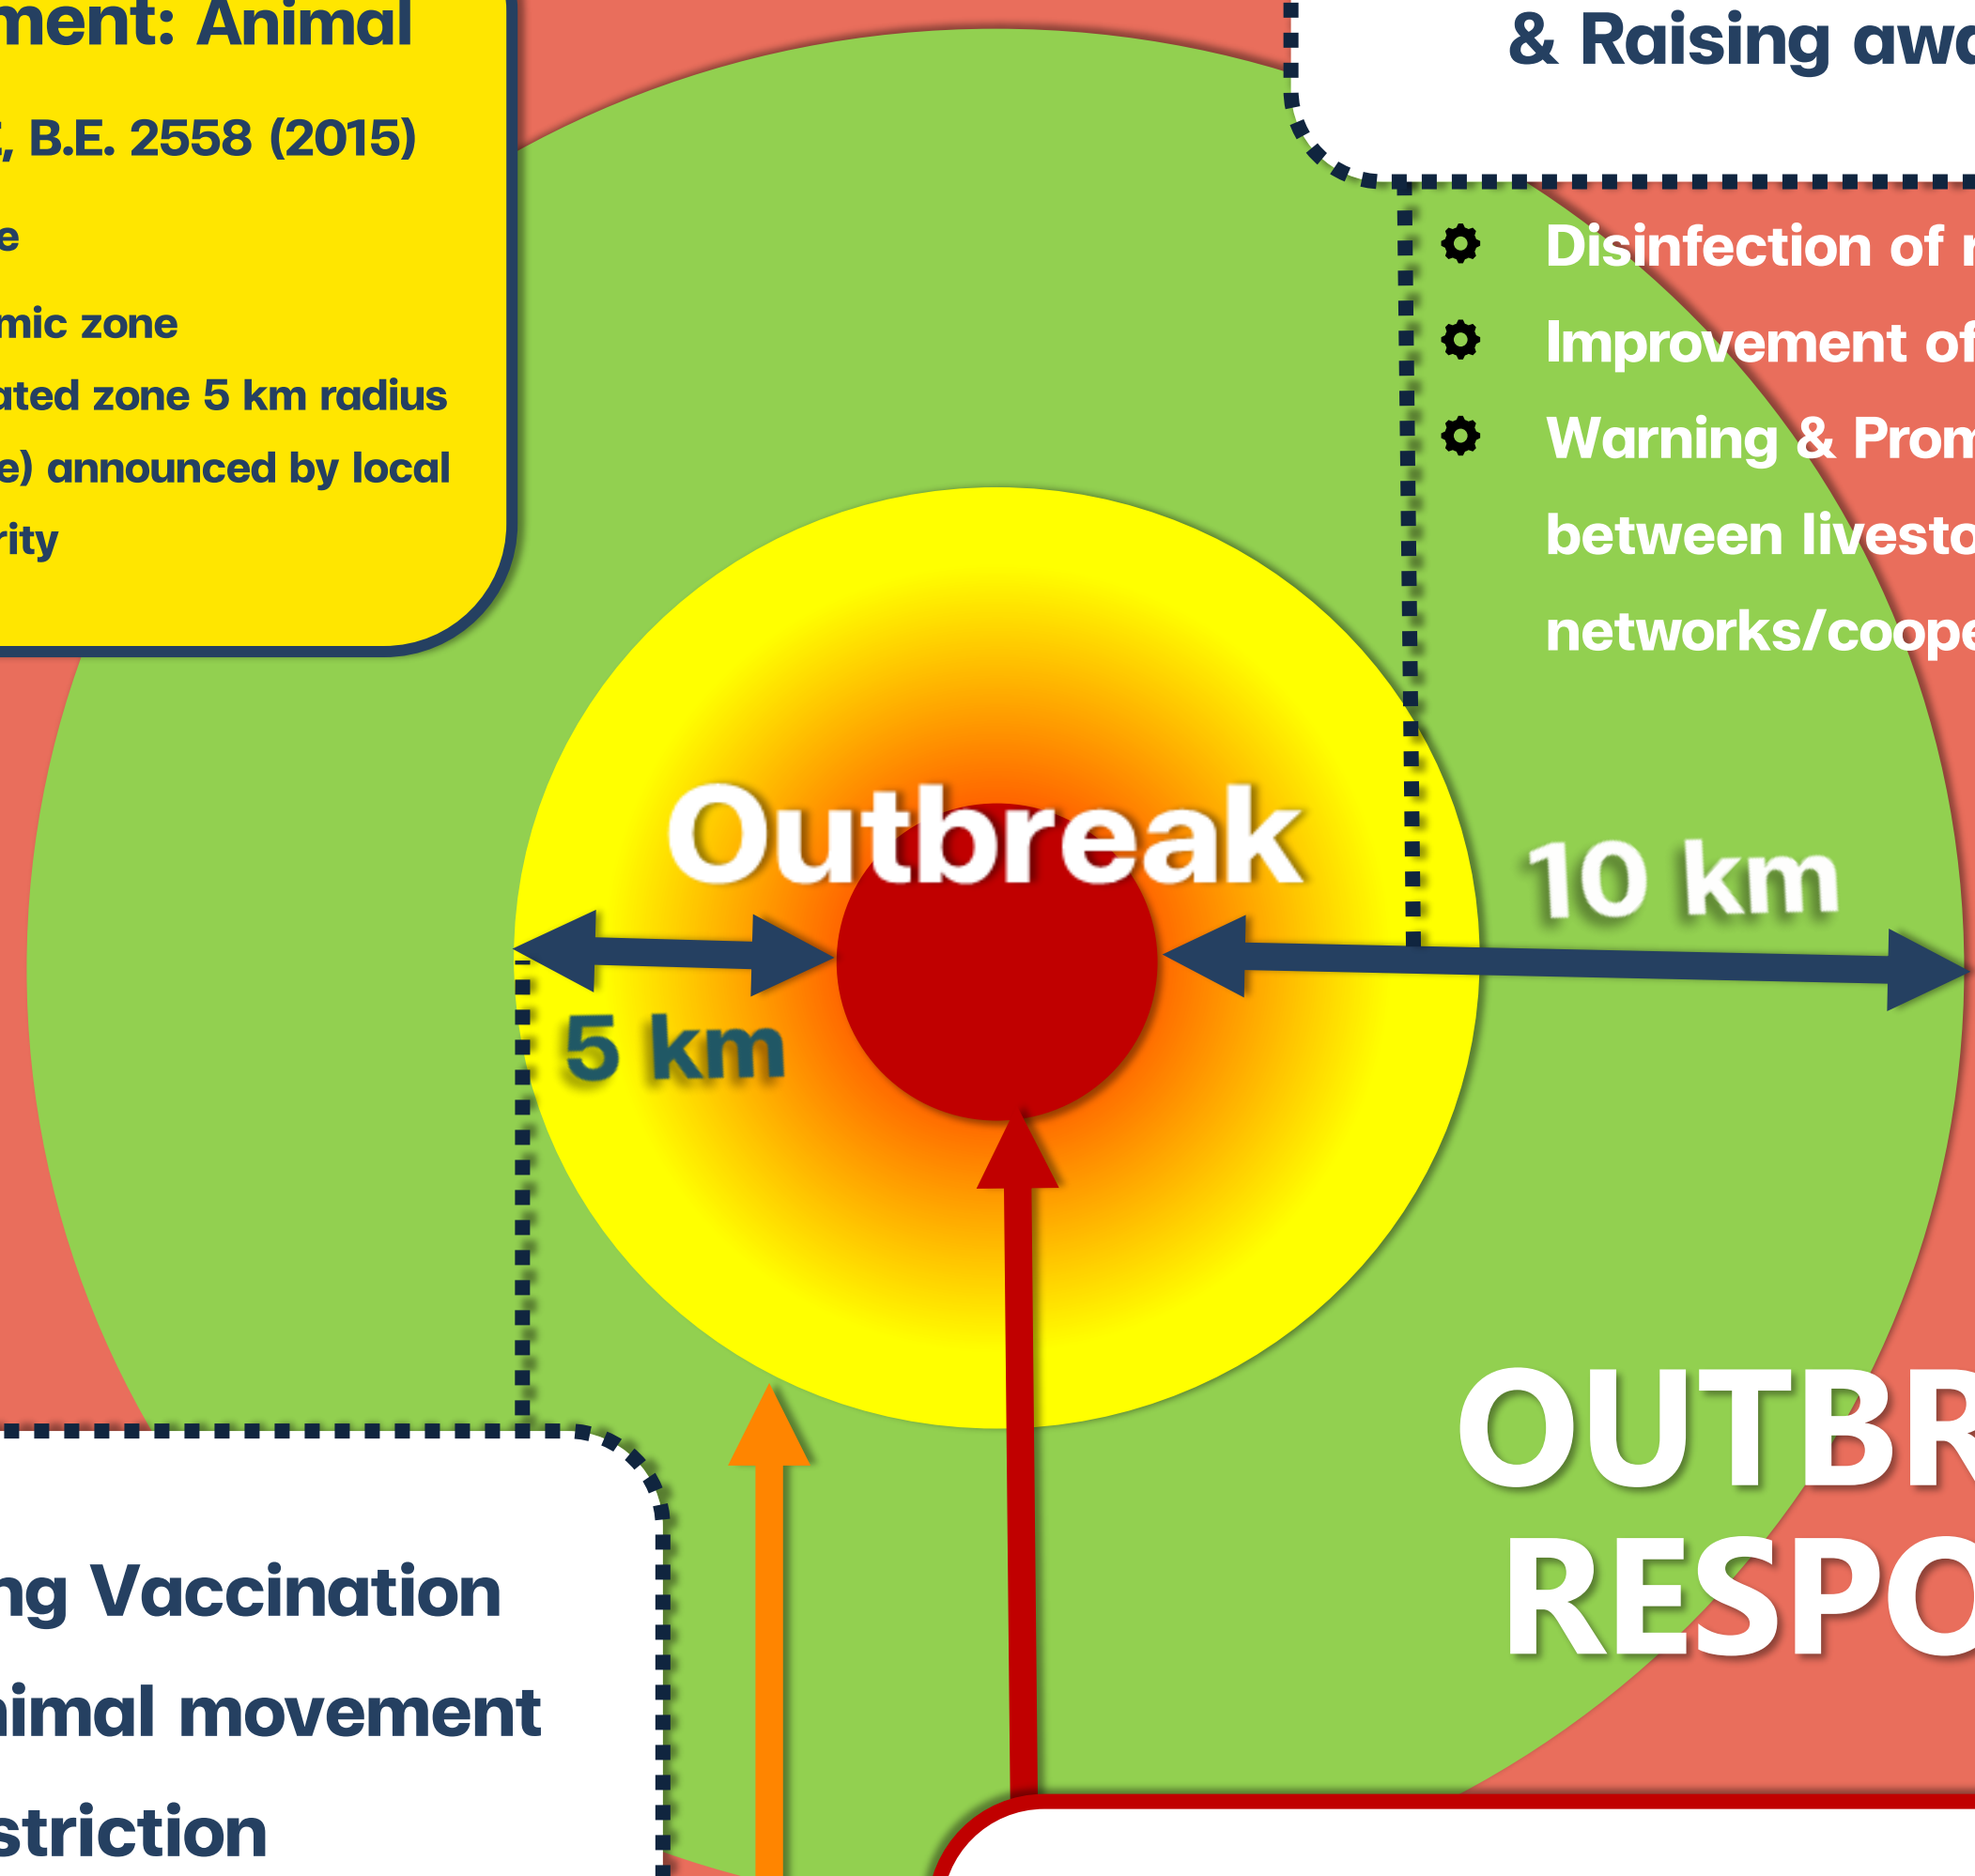 ment: Animal
, B.E. 2558 (2015)
e
mic zone
ated zone 5 km radius
e) announced by local
rity
& Raising awa
Disinfection of r
Improvement of
Warning & Prom
between livesto
networks/coope
Outbreak
10 km
5 km
OUTBR
RESPO
ng Vaccination
nimal movement
striction